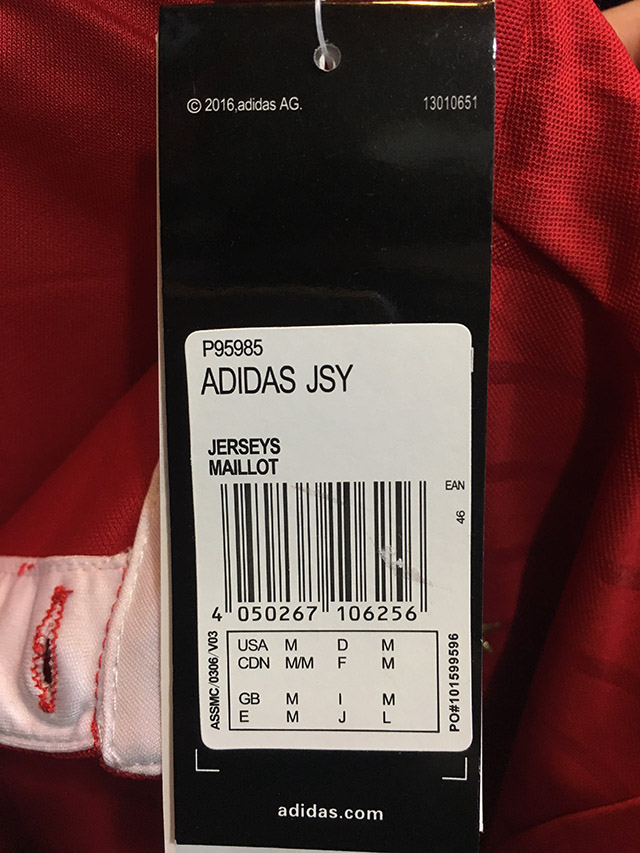 © 2016,adidas AG. 13010651
P95985
ADIDAS JSY
JERSEYS
MAILLOT
EAN
46
4 050267 106256
ASSMC/0306/V03
USA M D M
CDN M/M F M
GB M I M
E M J L
PO#101599596
adidas.com